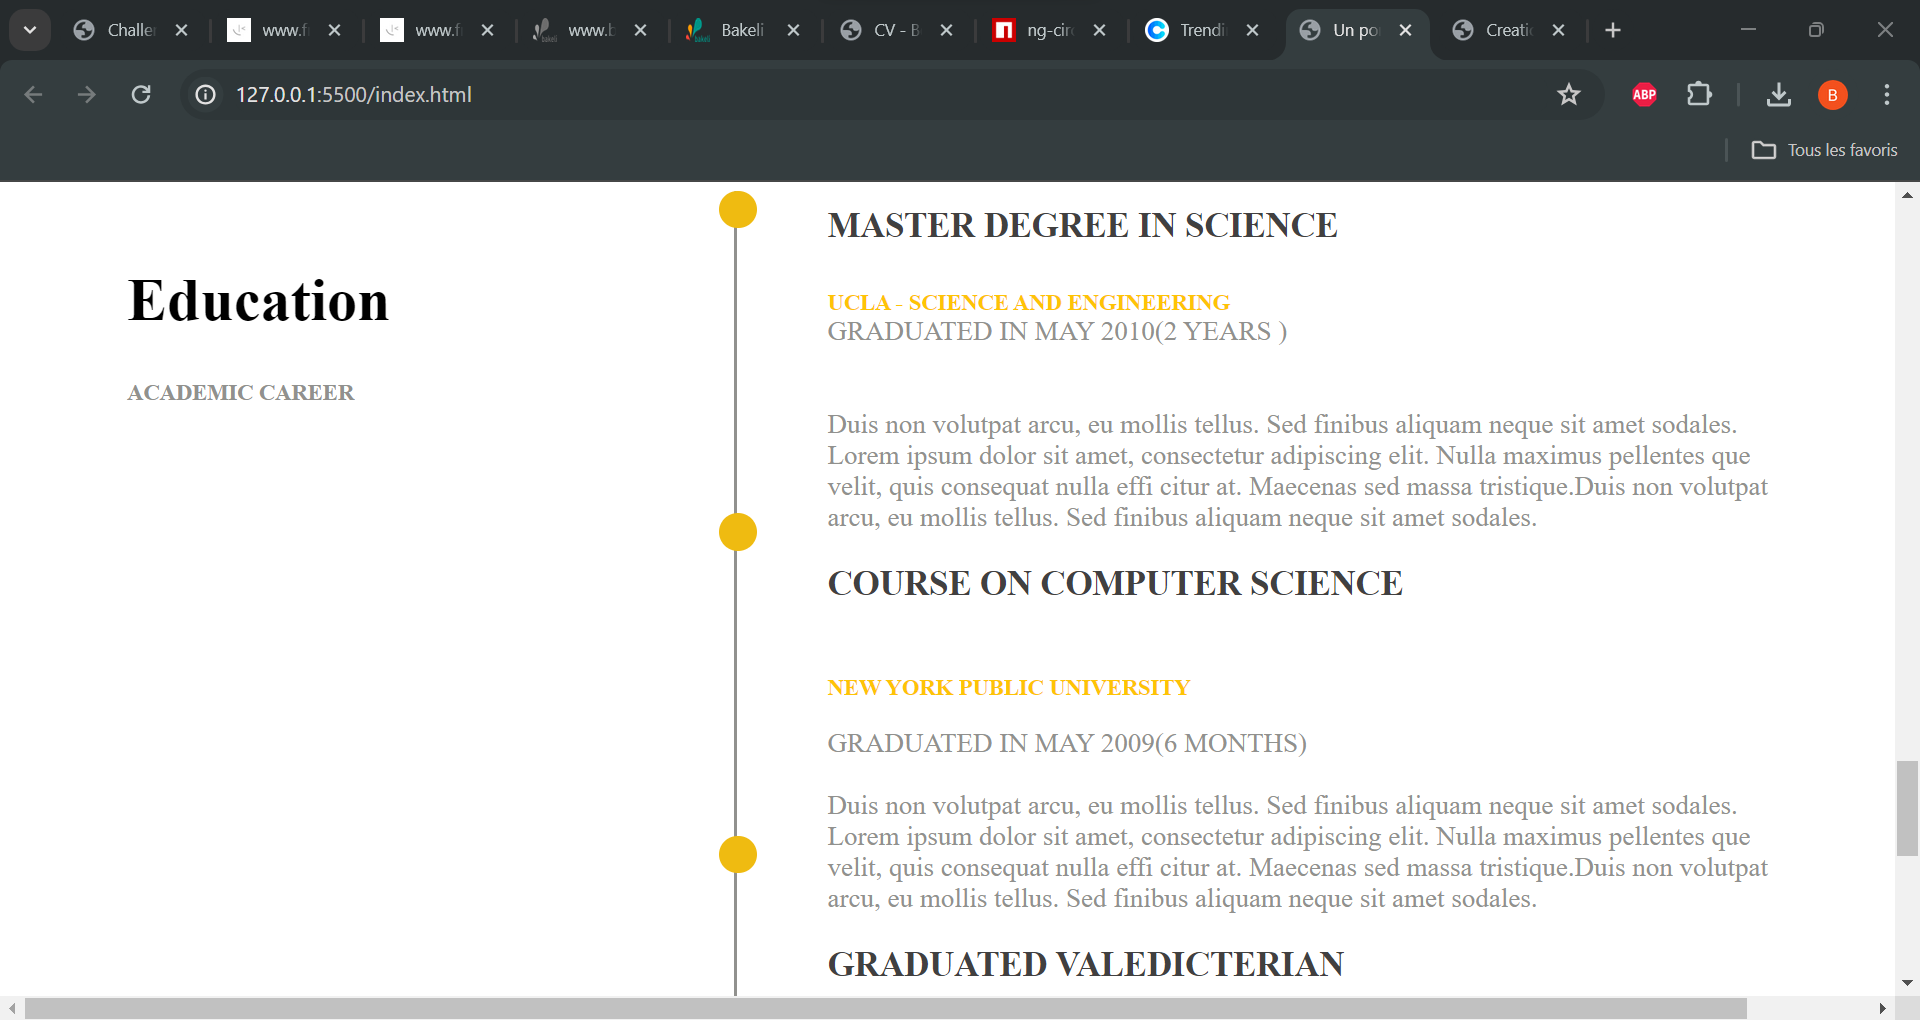 Challer
www.f
www.f
www.b
Bakeli
CV - B
ng-cir
Trendi
Un po
Creati
127.0.0.1:5500/index.html
ABP
B
Tous les favoris
MASTER DEGREE IN SCIENCE
Education
UCLA - SCIENCE AND ENGINEERING
GRADUATED IN MAY 2010(2 YEARS )
ACADEMIC CAREER
Duis non volutpat arcu, eu mollis tellus. Sed finibus aliquam neque sit amet sodales.
Lorem ipsum dolor sit amet, consectetur adipiscing elit. Nulla maximus pellentes que
velit, quis consequat nulla effi citur at. Maecenas sed massa tristique.Duis non volutpat
arcu, eu mollis tellus. Sed finibus aliquam neque sit amet sodales.
COURSE ON COMPUTER SCIENCE
NEW YORK PUBLIC UNIVERSITY
GRADUATED IN MAY 2009(6 MONTHS)
Duis non volutpat arcu, eu mollis tellus. Sed finibus aliquam neque sit amet sodales.
Lorem ipsum dolor sit amet, consectetur adipiscing elit. Nulla maximus pellentes que
velit, quis consequat nulla effi citur at. Maecenas sed massa tristique.Duis non volutpat
arcu, eu mollis tellus. Sed finibus aliquam neque sit amet sodales.
GRADUATED VALEDICTERIAN